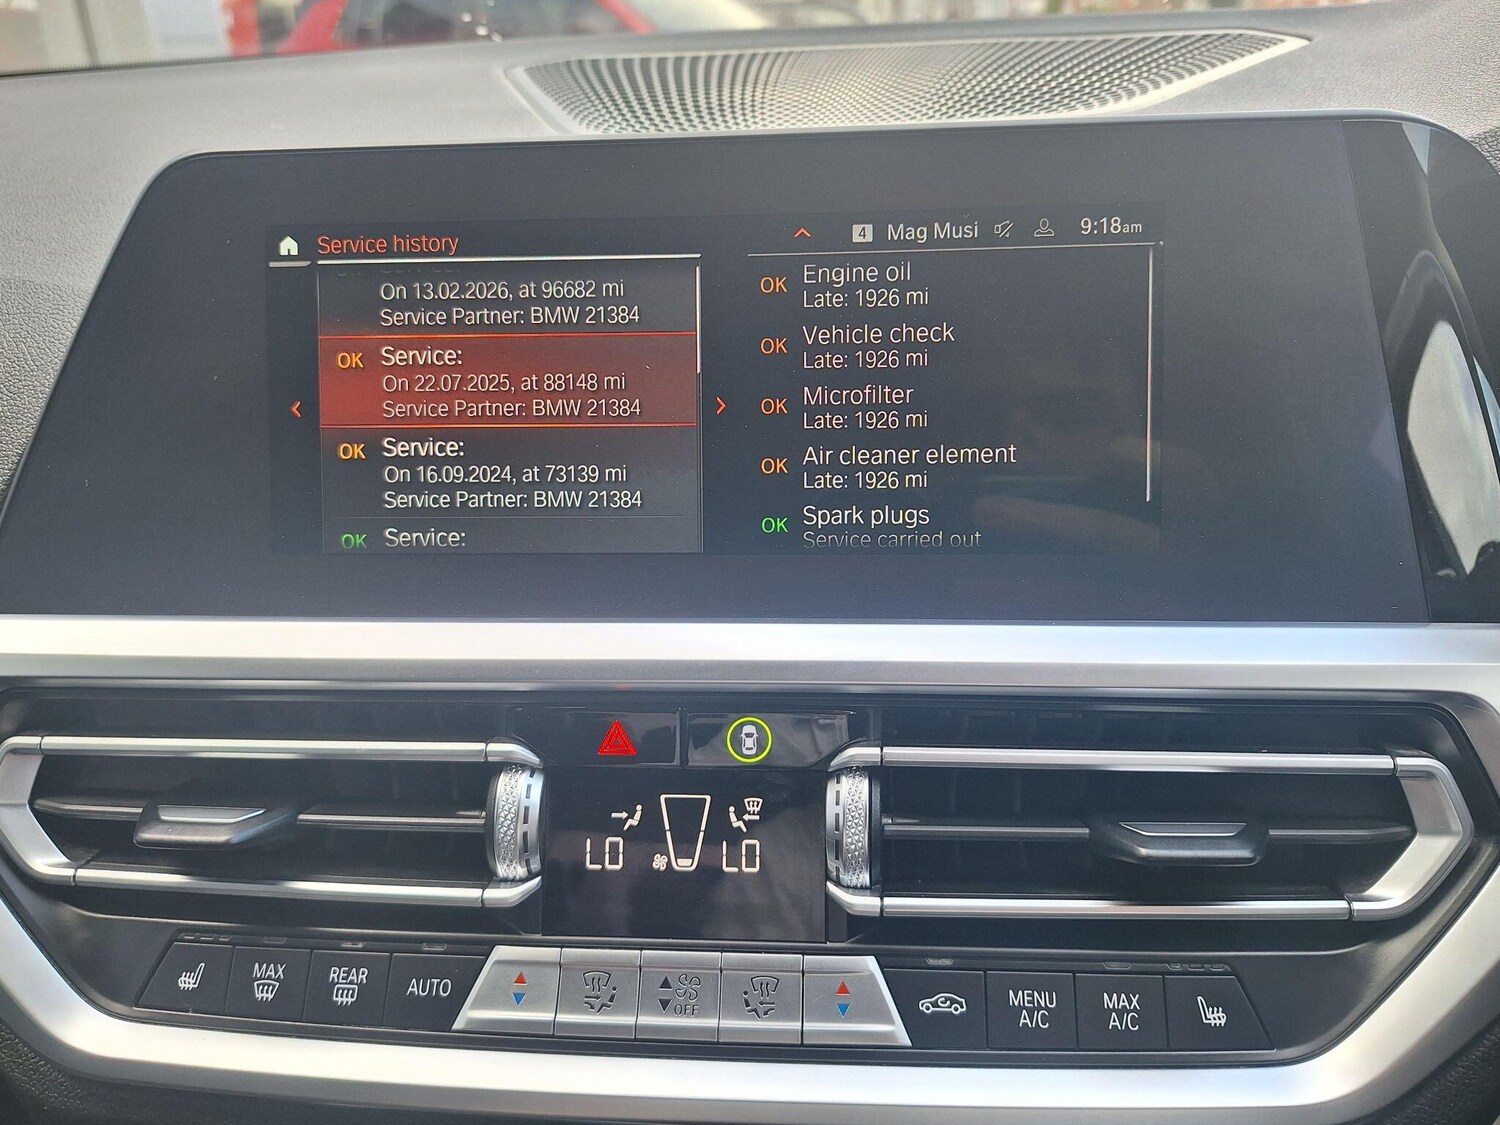 Service history
4 Mag Musi 9:18am
On 13.02.2026, at 96682 mi
Service Partner: BMW 21384
OK Service:
On 22.07.2025, at 88148 mi
Service Partner: BMW 21384
OK Service:
On 16.09.2024, at 73139 mi
Service Partner: BMW 21384
OK Service:
OK Engine oil
Late: 1926 mi
OK Vehicle check
Late: 1926 mi
OK Microfilter
Late: 1926 mi
OK Air cleaner element
Late: 1926 mi
OK Spark plugs
Service carried out
LO LO
MAX
REAR
AUTO
OFF
MENU
A/C
MAX
A/C